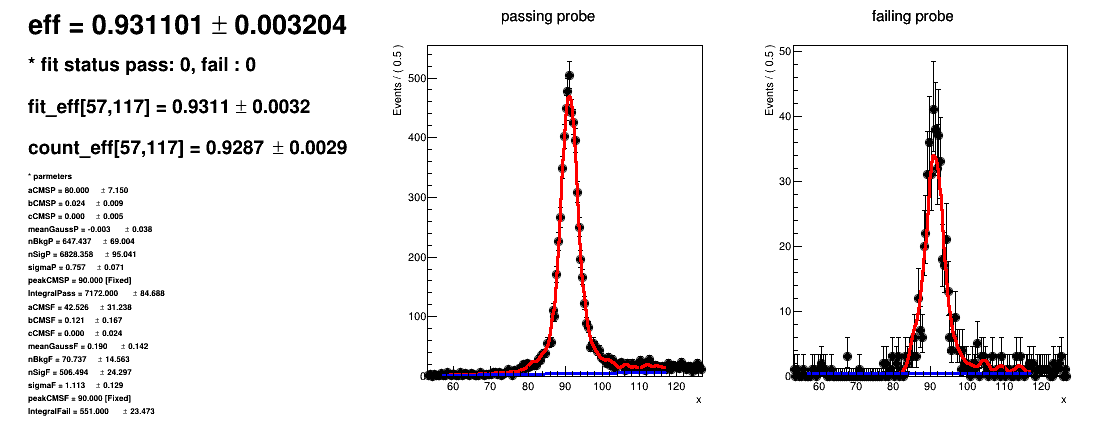 eff = 0.931101 ± 0.003204
* fit status pass: 0, fail : 0
fit_eff[57,117] = 0.9311 ± 0.0032
count_eff[57,117] = 0.9287 ± 0.0029
* parmeters
aCMSP = 80.000 ± 7.150
bCMSP = 0.024 ± 0.009
cCMSP = 0.000 ± 0.005
meanGaussP = -0.003 ± 0.038
nBkgP = 647.437 ± 69.004
nSigP = 6828.358 ± 95.041
sigmaP = 0.757 ± 0.071
peakCMSP = 90.000 [Fixed]
IntegralPass = 7172.000 ± 84.688
aCMSF = 42.526 ± 31.238
bCMSF = 0.121 ± 0.167
cCMSF = 0.000 ± 0.024
meanGaussF = 0.190 ± 0.142
nBkgF = 70.737 ± 14.563
nSigF = 506.494 ± 24.297
sigmaF = 1.113 ± 0.129
peakCMSF = 90.000 [Fixed]
IntegralFail = 551.000 ± 23.473
passing probe
Events / ( 0.5 )
500
400
300
200
100
0
60 70 80 90 100 110 120
x
failing probe
Events / ( 0.5 )
50
40
30
20
10
0
60 70 80 90 100 110 120
x